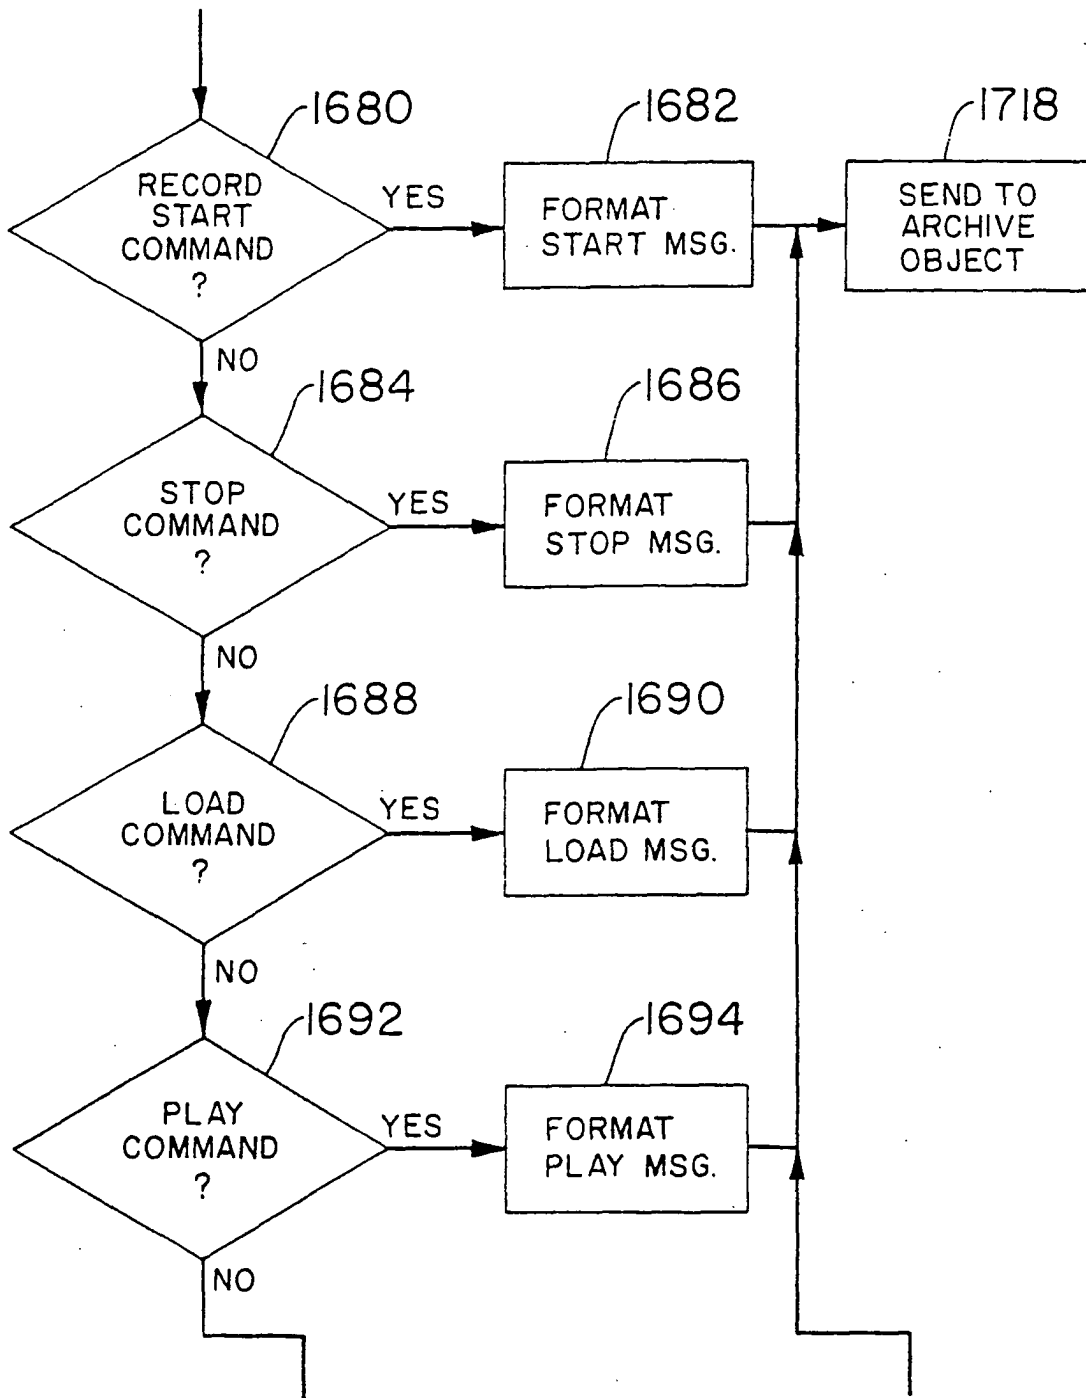 1680
1682
1718
RECORD
START
COMMAND
?
YES
FORMAT
START MSG.
SEND TO
ARCHIVE
OBJECT
NO
1684
1686
STOP
COMMAND
?
YES
FORMAT
STOP MSG.
NO
1688
1690
LOAD
COMMAND
?
YES
FORMAT
LOAD MSG.
NO
1692
1694
PLAY
COMMAND
?
YES
FORMAT
PLAY MSG.
NO